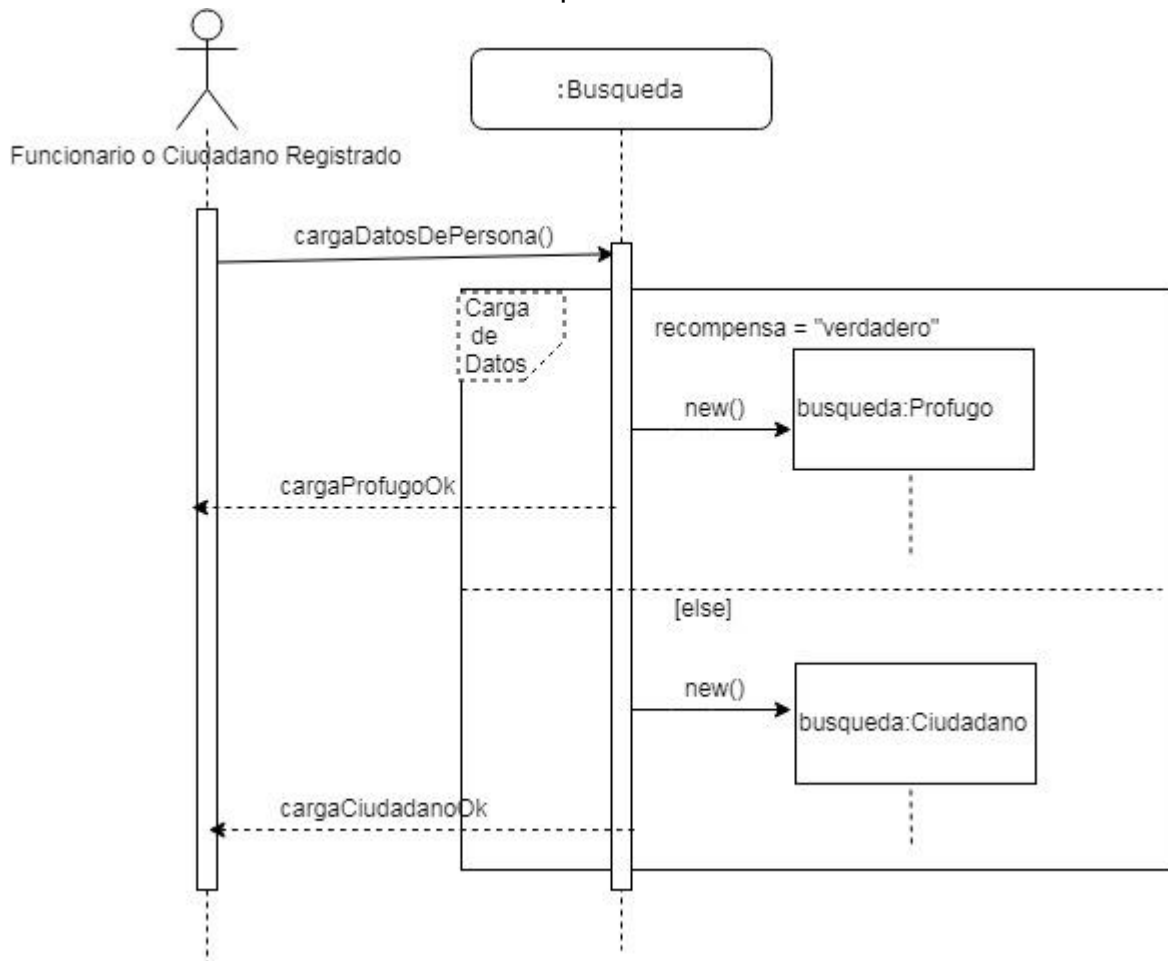 :Busqueda
Funcionario o Ciudadano Registrado
cargaDatosDePersona()
Carga
de
Datos
recompensa = "verdadero"
new()
busqueda:Profugo
cargaProfugoOk
[else]
new()
busqueda:Ciudadano
cargaCiudadanoOk